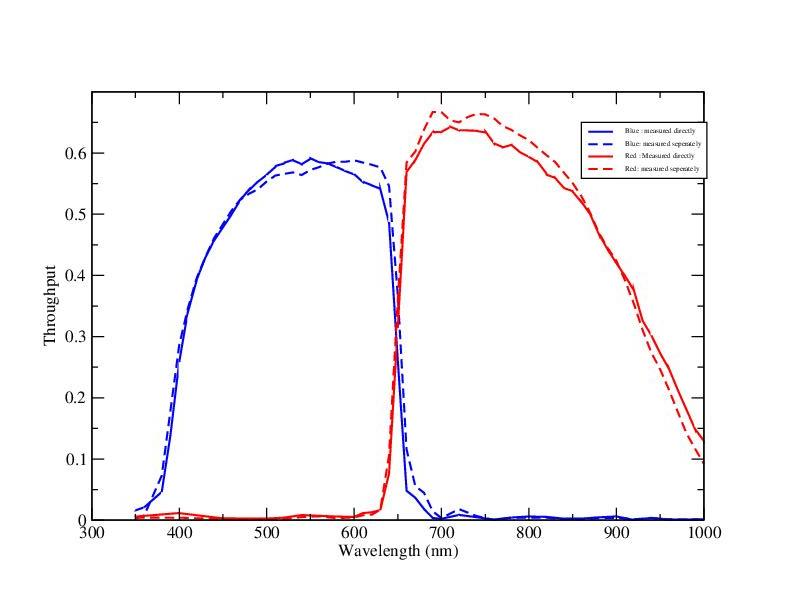 Blue : measured directly
Blue: measured seperately
Red : Measured directly
Red: measured seperately
0.6
0.5
0.4
0.3
0.2
0.1
0
Throughput
300 400 500 600 700 800 900 1000
Wavelength (nm)